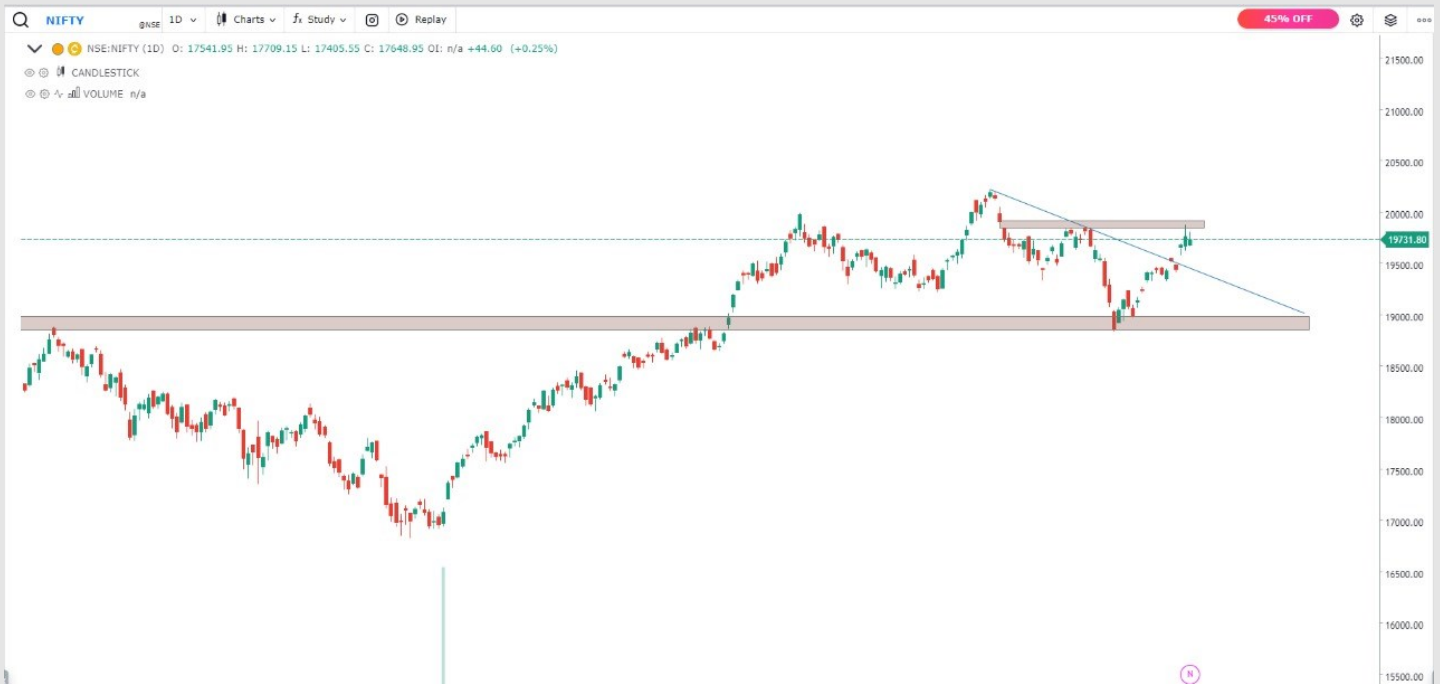 NIFTY @NSE 1D Charts fx Study Replay 45% OFF
NSE:NIFTY (1D) O: 17541.95 H: 17709.15 L: 17405.55 C: 17648.95 OI: n/a +44.60 (+0.25%)
CANDLESTICK
VOLUME n/a
21500.00
21000.00
20500.00
20000.00
19731.80
19500.00
19000.00
18500.00
18000.00
17500.00
17000.00
16500.00
16000.00
15500.00
N